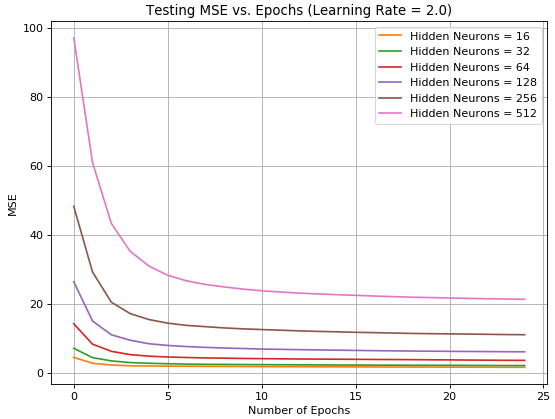 Testing MSE vs. Epochs (Learning Rate = 2.0)
Hidden Neurons = 16
Hidden Neurons = 32
Hidden Neurons = 64
Hidden Neurons = 128
Hidden Neurons = 256
Hidden Neurons = 512
MSE
100
80
60
40
20
0
0 5 10 15 20 25
Number of Epochs